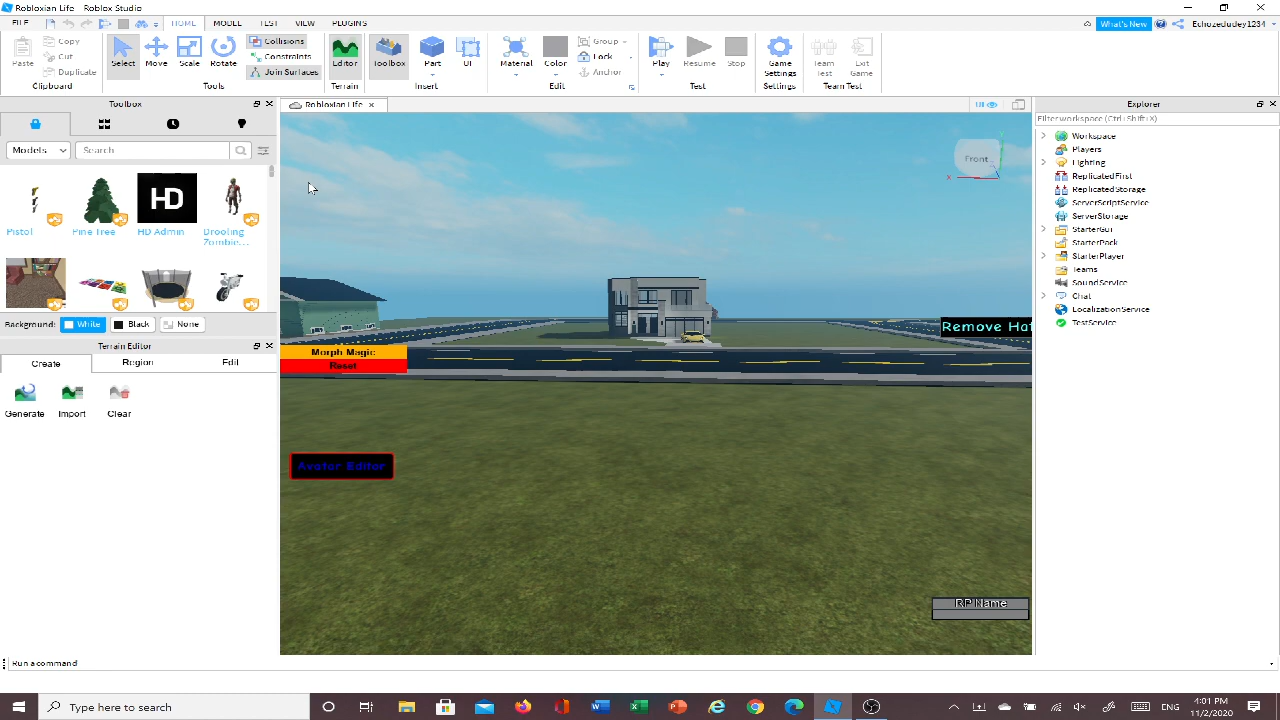 Robloxian Life - Roblox Studio
FILE HOME MODEL TEST VIEW PLUGINS What's New Echozedudey1234
Paste Copy Cut Duplicate Clipboard
Move Scale Rotate Collisions Constraints Join Surfaces Tools
Editor Terrain
Toolbox Part UI Insert
Material Color Group Lock Anchor Edit
Play Resume Stop Test
Game Settings Settings
Team Test Exit Game Team Test
Toolbox
Models Search
Pistol Pine Tree HD Admin Drooling Zombie...
HD
Background: White Black None
Terrain Editor
Create Region Edit
Generate Import Clear
Robloxian Life
UI
Front
X
Y
Remove Hat
Morph Magic
Reset
Avatar Editor
RP Name
Explorer
Filter workspace (Ctrl+Shift+X)
Workspace
Players
Lighting
ReplicatedFirst
ReplicatedStorage
ServerScriptService
ServerStorage
StarterGui
StarterPack
StarterPlayer
Teams
SoundService
Chat
LocalizationService
TestService
Run a command
Type here to search
ENG
4:01 PM
11/2/2020